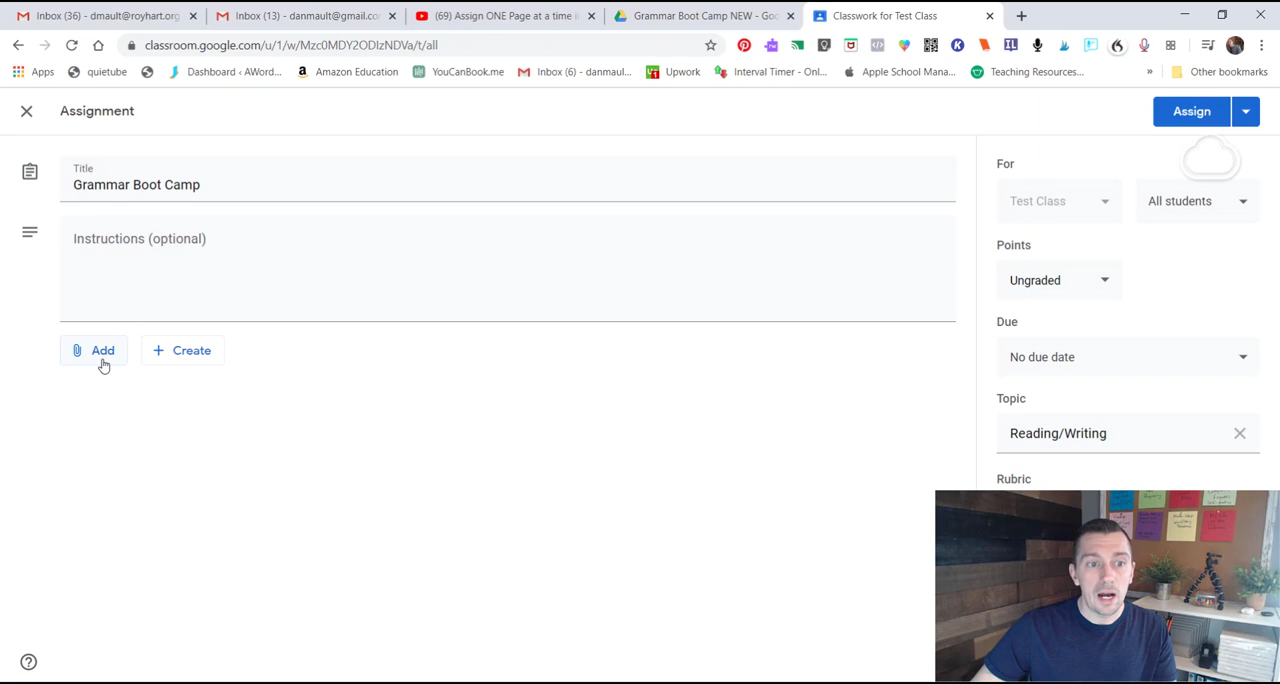 Inbox (36) - dmault@royhart.org
Inbox (13) - danmault@gmail.co
(69) Assign ONE Page at a time i
Grammar Boot Camp NEW - Goo
Classwork for Test Class
classroom.google.com/u/1/w/Mzc0MDY2ODIzNDVa/t/all
Apps
quietube
Dashboard ‹ AWord...
Amazon Education
YouCanBook.me
Inbox (6) - danmaul...
Upwork
Interval Timer - Onl...
Apple School Mana...
Teaching Resources...
»
Other bookmarks
Assignment
Assign
Title
Grammar Boot Camp
Instructions (optional)
Add
Create
For
Test Class
All students
Points
Ungraded
Due
No due date
Topic
Reading/Writing
Rubric